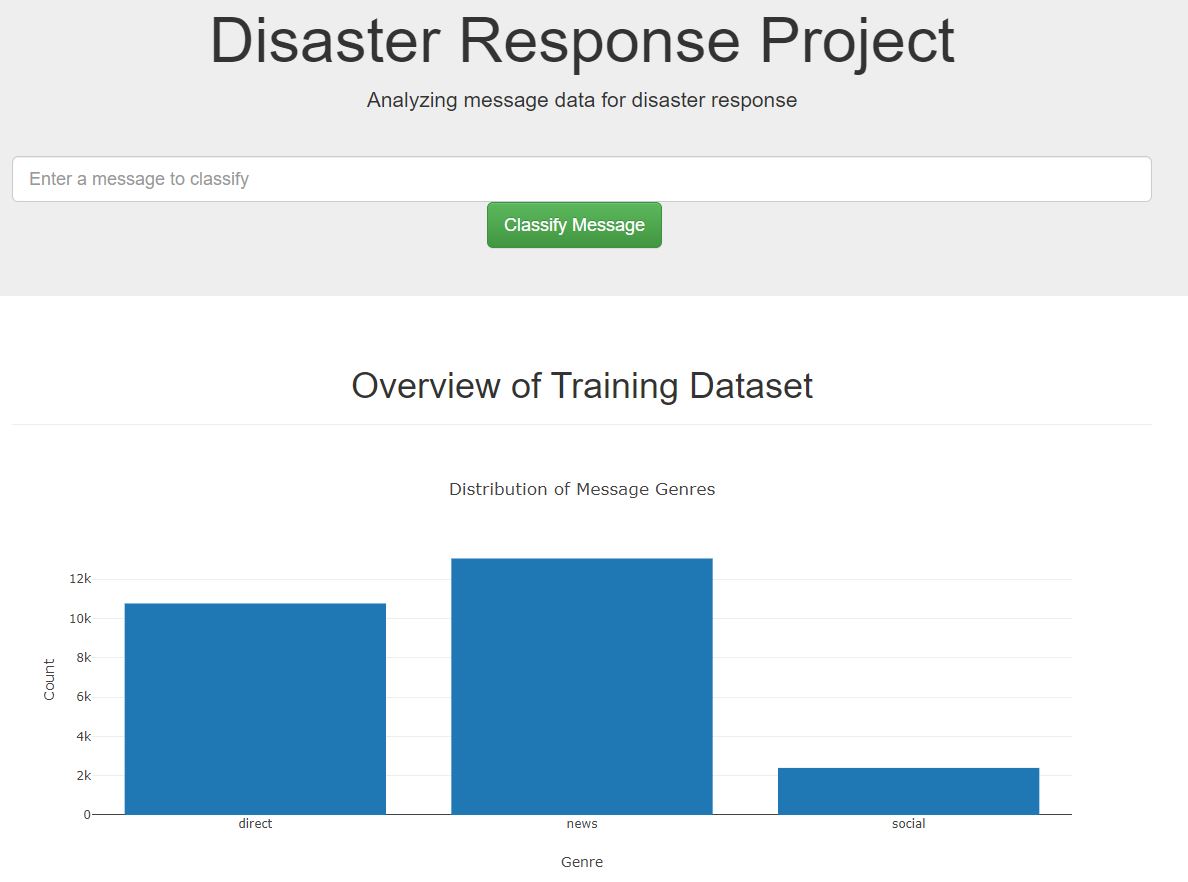 Disaster Response Project
Analyzing message data for disaster response
Enter a message to classify
Classify Message
Overview of Training Dataset
Distribution of Message Genres
12k
10k
8k
6k
4k
2k
0
Count
direct news social
Genre